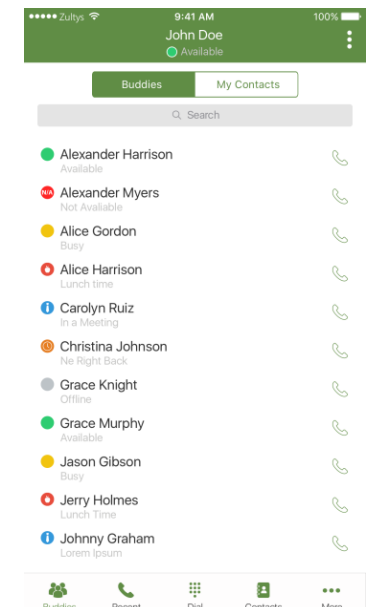 Zultys 9:41 AM 100%
John Doe
Available
Buddies My Contacts
Search
Alexander Harrison
Available
N/A Alexander Myers
Not Avaliable
Alice Gordon
Busy
Alice Harrison
Lunch time
Carolyn Ruiz
In a Meeting
Christina Johnson
Ne Right Back
Grace Knight
Offline
Grace Murphy
Available
Jason Gibson
Busy
Jerry Holmes
Lunch Time
Johnny Graham
Lorem Ipsum
Buddies Recent Dial Contacts More